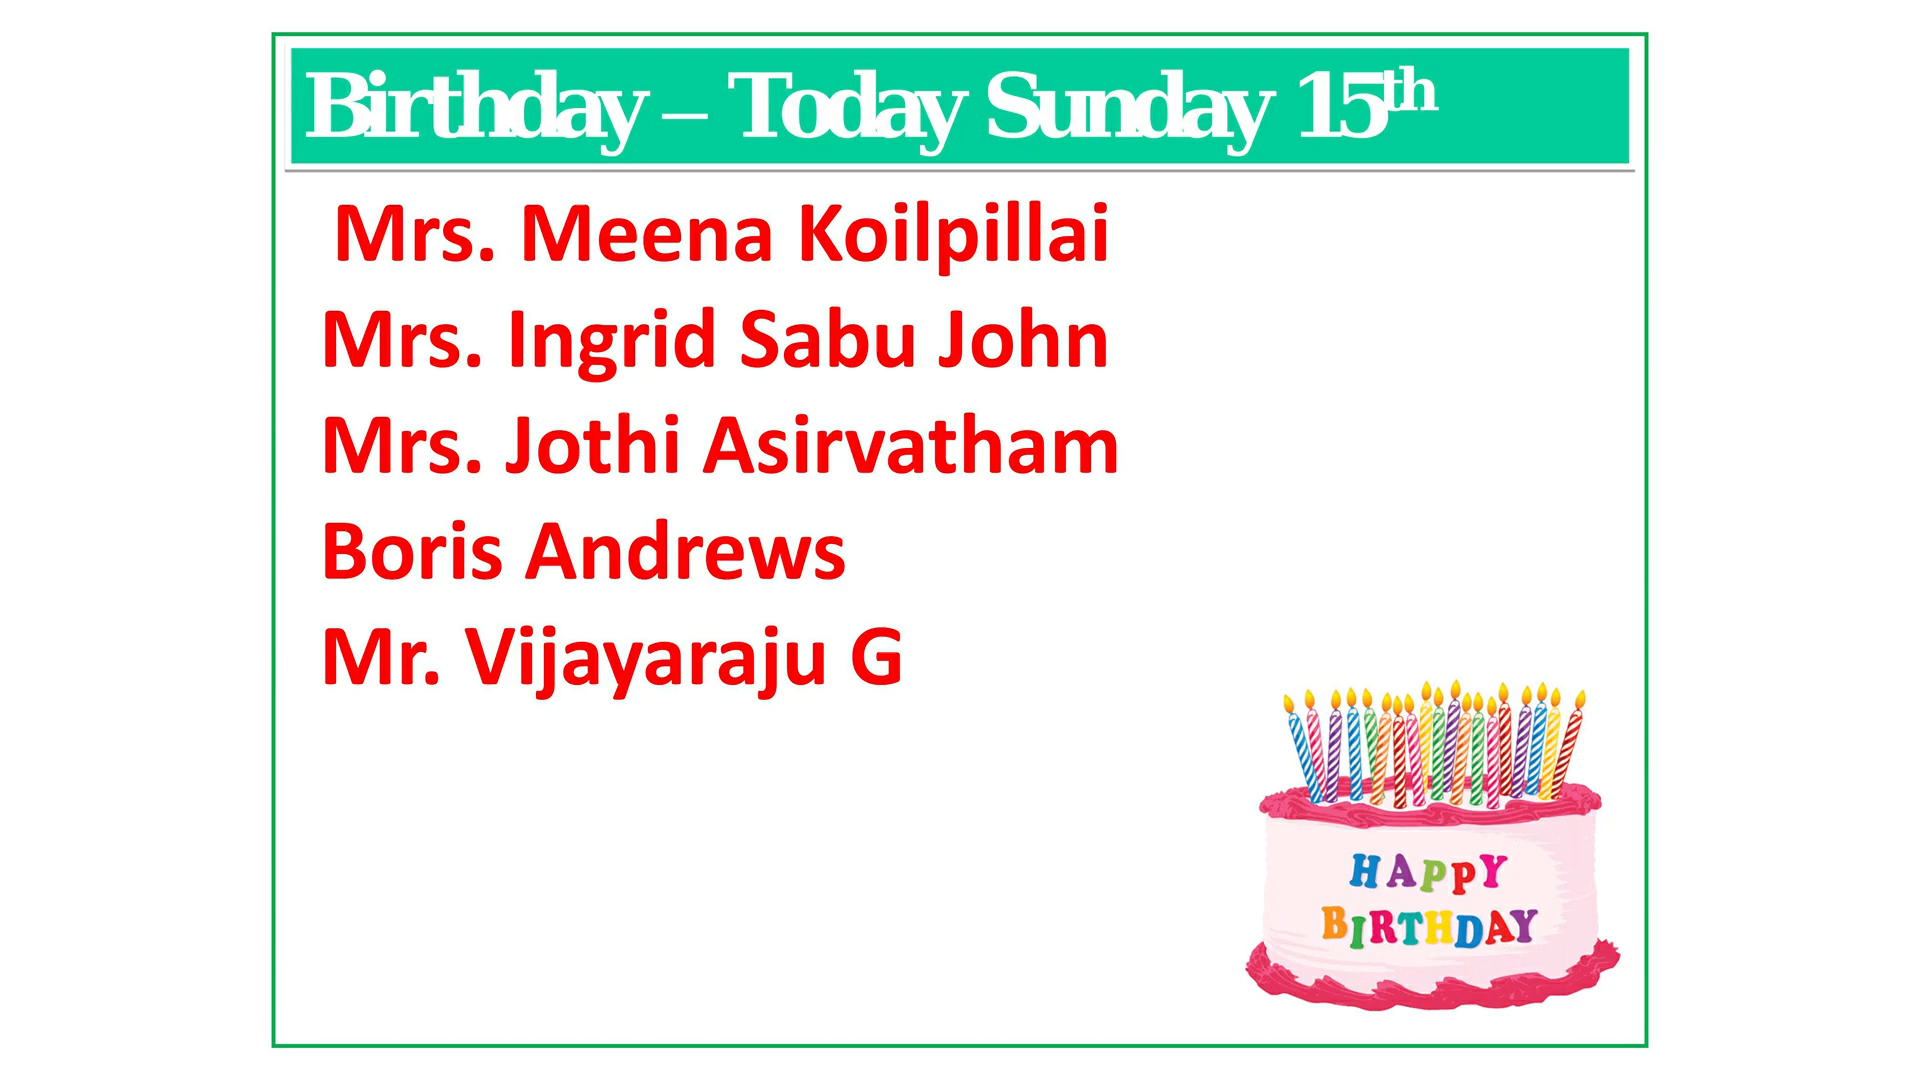 Birthday – Today Sunday 15th
Mrs. Meena Koilpillai
Mrs. Ingrid Sabu John
Mrs. Jothi Asirvatham
Boris Andrews
Mr. Vijayaraju G
HAPPY
BIRTHDAY